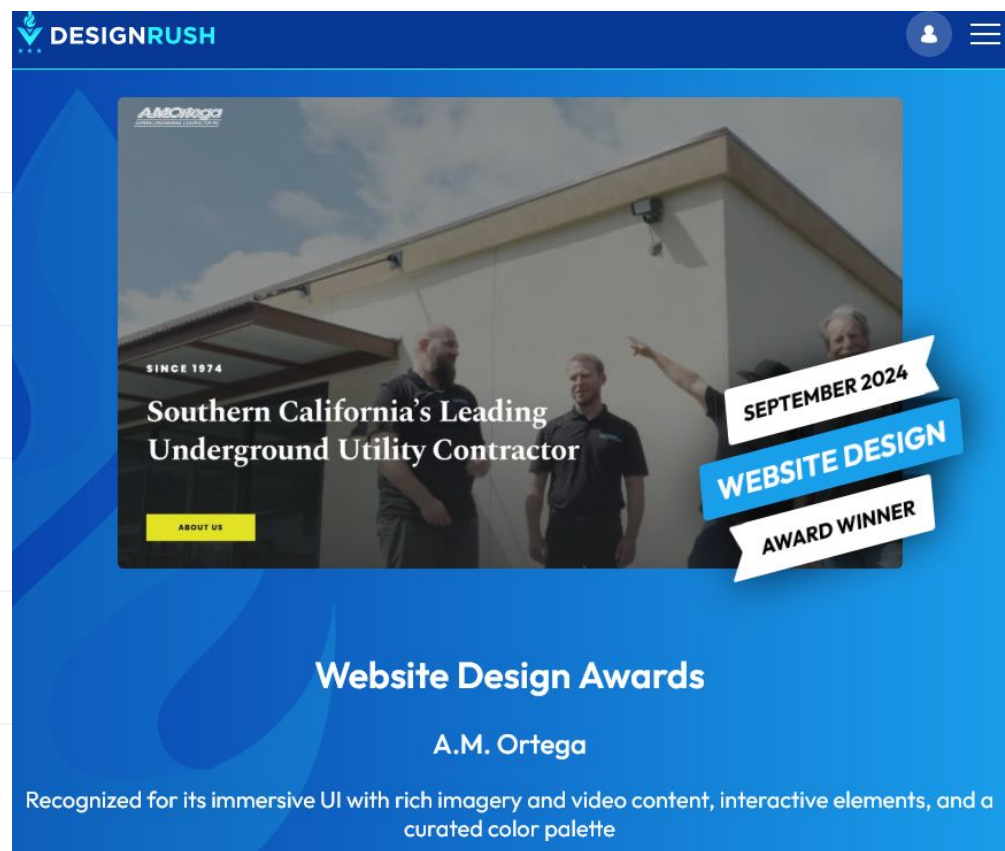 DESIGNRUSH
AMOrtega
SINCE 1974
Southern California's Leading
Underground Utility Contractor
ABOUT US
SEPTEMBER 2024
WEBSITE DESIGN
AWARD WINNER
Website Design Awards
A.M. Ortega
Recognized for its immersive UI with rich imagery and video content, interactive elements, and a
curated color palette